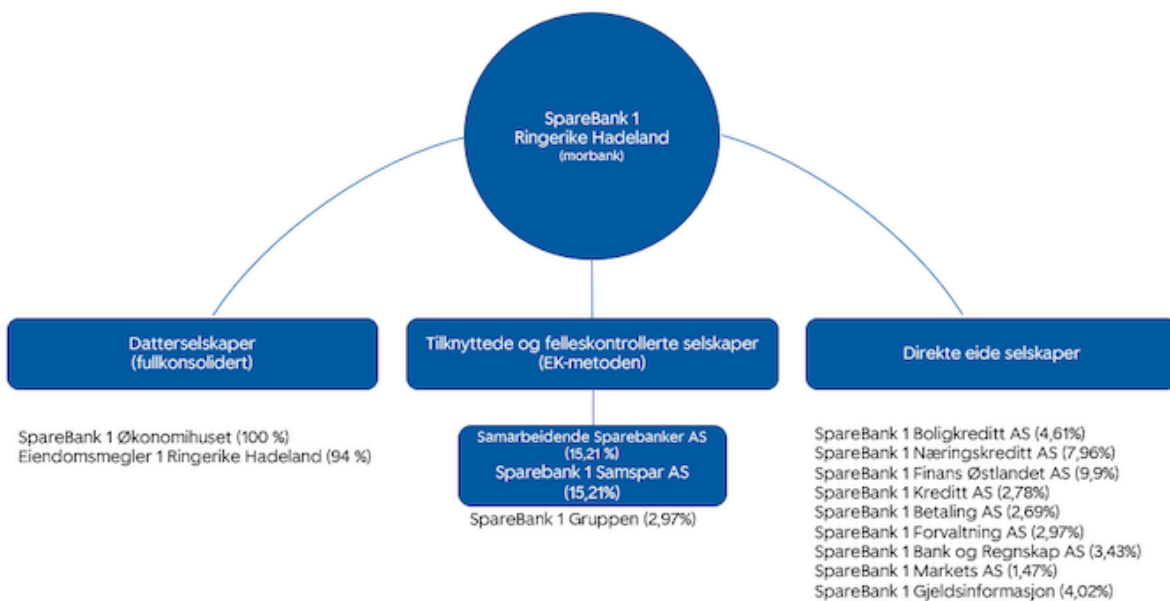 SpareBank 1
Ringerike Hadeland
(morbank)
Datterselskaper
(fullkonsolidert)
SpareBank 1 Økonomihuset (100 %)
Eiendomsmegler 1 Ringerike Hadeland (94 %)
Tilknyttede og felleskontrollerte selskaper
(EK-metoden)
Samarbeidende Sparebanker AS
(15,21 %)
Sparebank 1 Samspar AS
(15,21%)
SpareBank 1 Gruppen (2,97%)
Direkte eide selskaper
SpareBank 1 Boligkreditt AS (4,61%)
SpareBank 1 Næringskreditt AS (7,96%)
SpareBank 1 Finans Østlandet AS (9,9%)
SpareBank 1 Kreditt AS (2,78%)
SpareBank 1 Betaling AS (2,69%)
SpareBank 1 Forvaltning AS (2,97%)
SpareBank 1 Bank og Regnskap AS (3,43%)
SpareBank 1 Markets AS (1,47%)
SpareBank 1 Gjeldsinformasjon (4,02%)